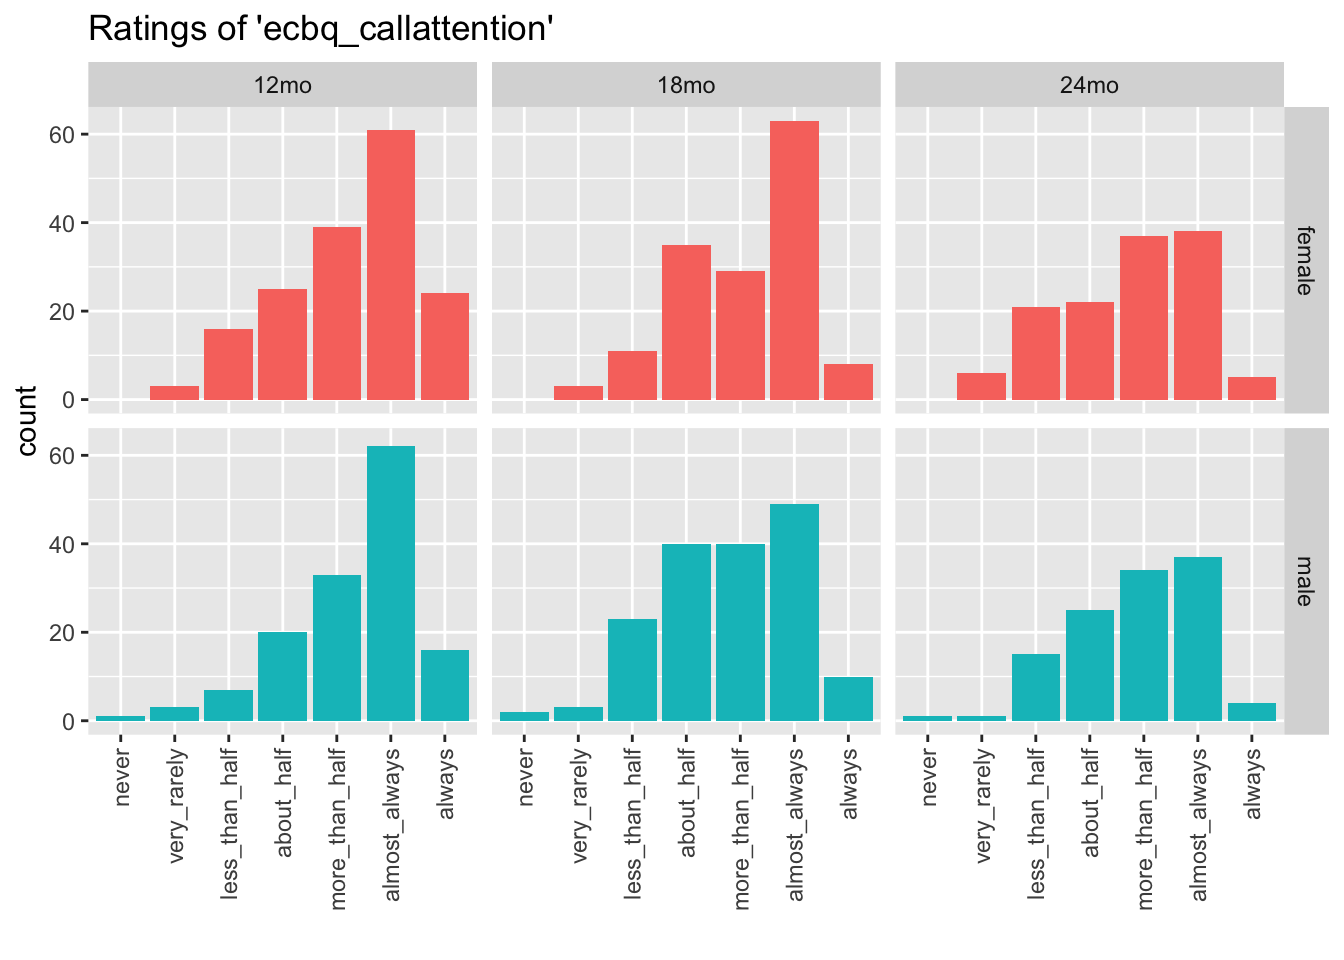 Ratings of 'ecbq_callattention'
12mo 18mo 24mo
count
60
40
20
0
female
60
40
20
0
male
never very_rarely less_than_half about_half more_than_half almost_always always
never very_rarely less_than_half about_half more_than_half almost_always always
never very_rarely less_than_half about_half more_than_half almost_always always